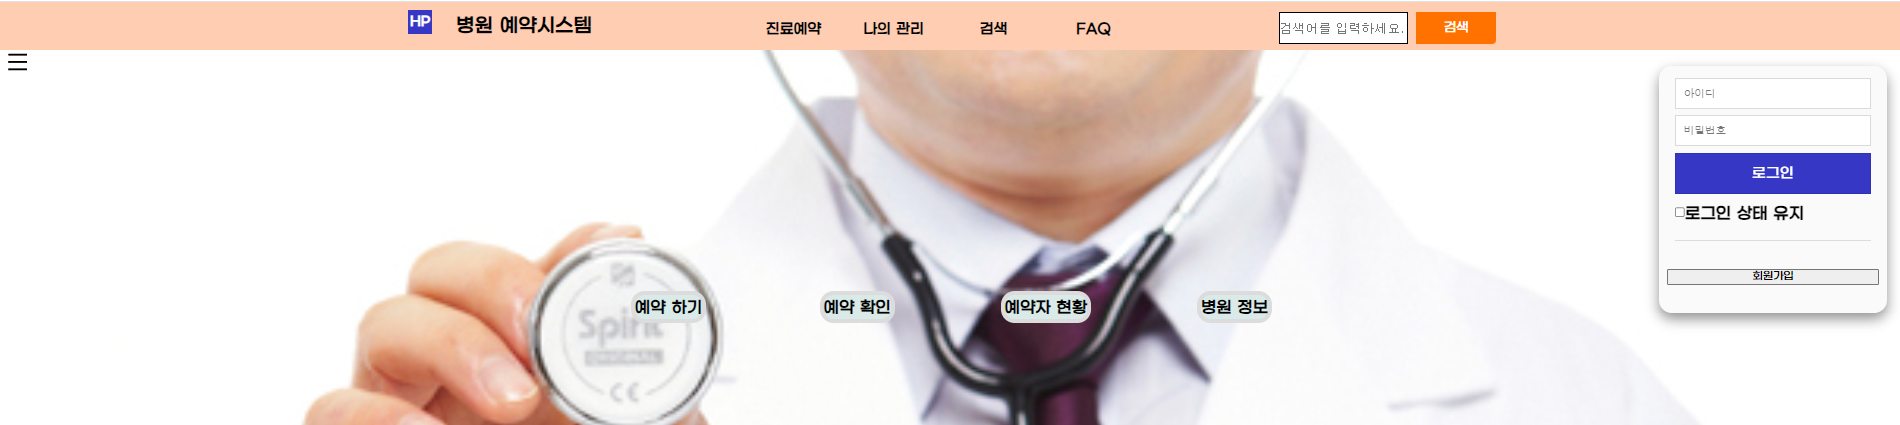 HP 병원 예약시스템 진료예약 나의 관리 검색 FAQ 검색어를 입력하세요. 검색
아이디
비밀번호
로그인
로그인 상태 유지
회원가입
예약 하기 예약 확인 예약자 현황 병원 정보
Spirit
ORIGINAL
CE